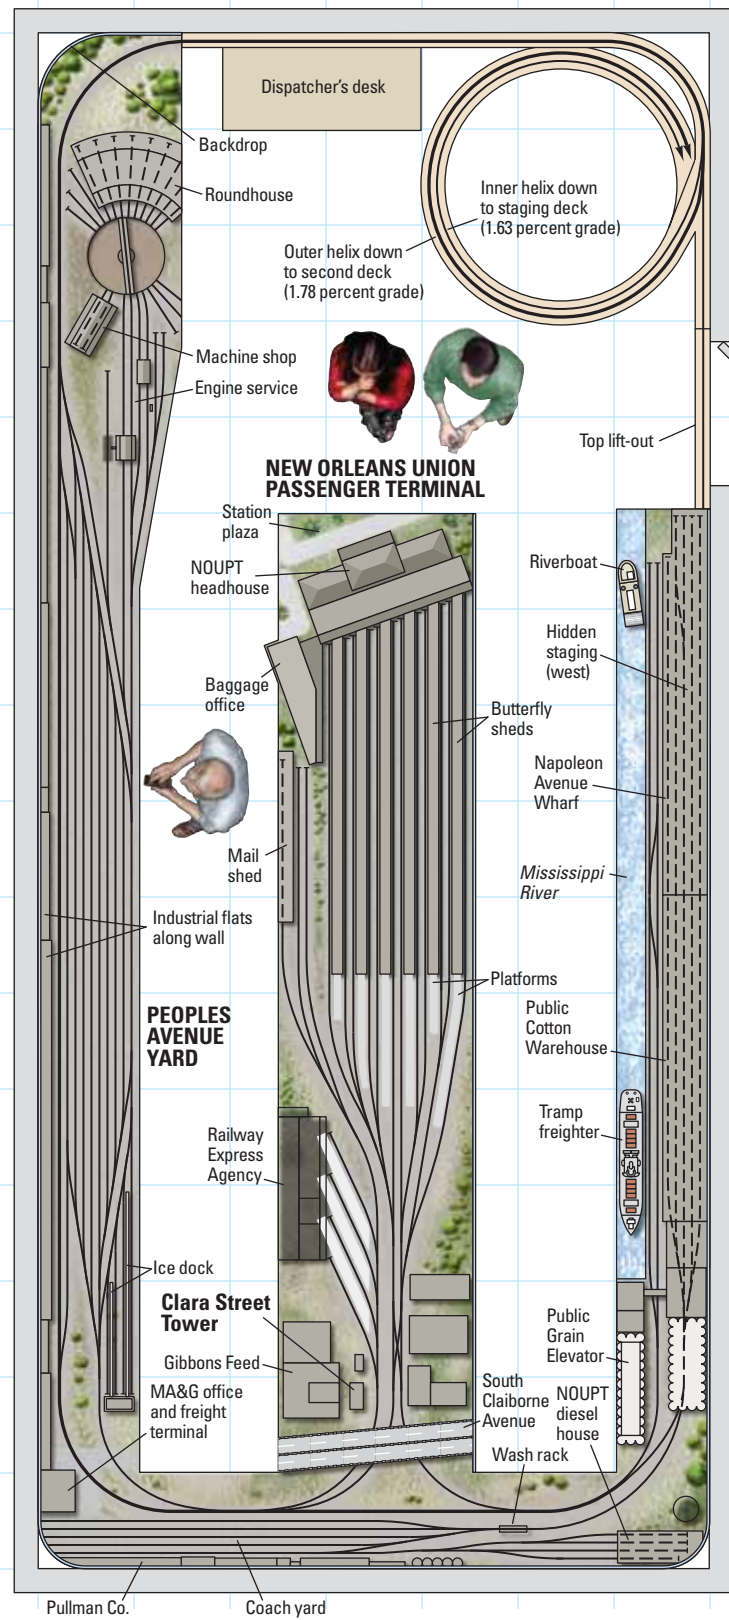 Dispatcher's desk
Backdrop
Roundhouse
Inner helix down
to staging deck
(1.63 percent grade)
Outer helix down
to second deck
(1.78 percent grade)
Machine shop
Engine service
Top lift-out
NEW ORLEANS UNION
PASSENGER TERMINAL
Station
plaza
NOUPT
headhouse
Riverboat
Hidden
staging
(west)
Baggage
office
Butterfly
sheds
Napoleon
Avenue
Wharf
Mail
shed
Mississippi
River
Industrial flats
along wall
Platforms
PEOPLES
AVENUE
YARD
Public
Cotton
Warehouse
Railway
Express
Agency
Tramp
freighter
Ice dock
Clara Street
Tower
Public
Grain
Elevator
Gibbons Feed
MA&G office
and freight
terminal
South
Claiborne
Avenue
NOUPT
diesel
house
Wash rack
Pullman Co.
Coach yard